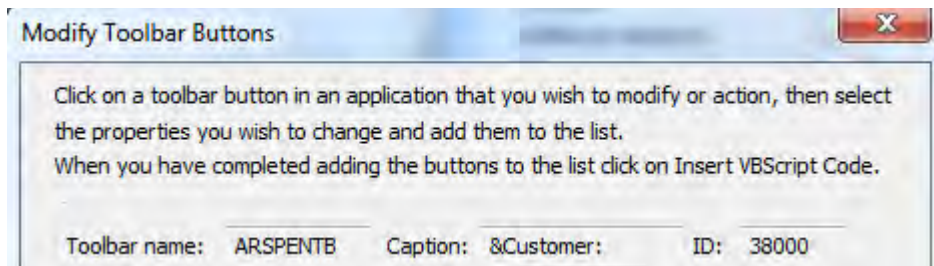 Modify Toolbar Buttons
Click on a toolbar button in an application that you wish to modify or action, then select
the properties you wish to change and add them to the list.
When you have completed adding the buttons to the list click on Insert VBScript Code.
Toolbar name: ARSPENTB Caption: &Customer: ID: 38000